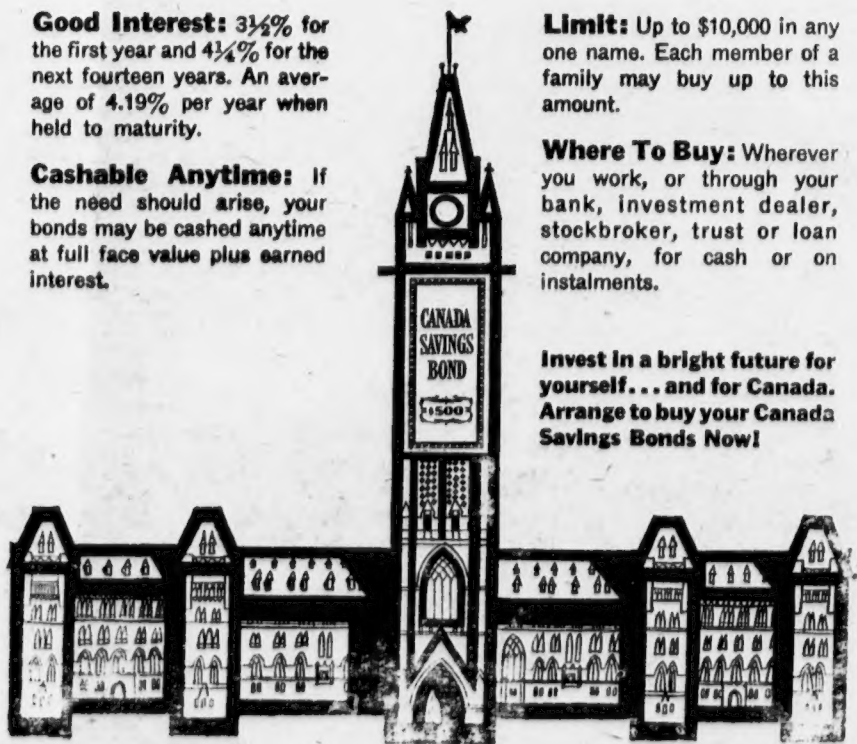 Good Interest: 3½% for
the first year and 4¼% for the
next fourteen years. An aver-
age of 4.19% per year when
held to maturity.
Cashable Anytime: If
the need should arise, your
bonds may be cashed anytime
at full face value plus earned
interest.
CANADA
SAVINGS
BOND
$500
Limit: Up to $10,000 in any
one name. Each member of a
family may buy up to this
amount.
Where To Buy: Wherever
you work, or through your
bank, investment dealer,
stockbroker, trust or loan
company, for cash or on
instalments.
Invest in a bright future for
yourself...and for Canada.
Arrange to buy your Canada
Savings Bonds Now!